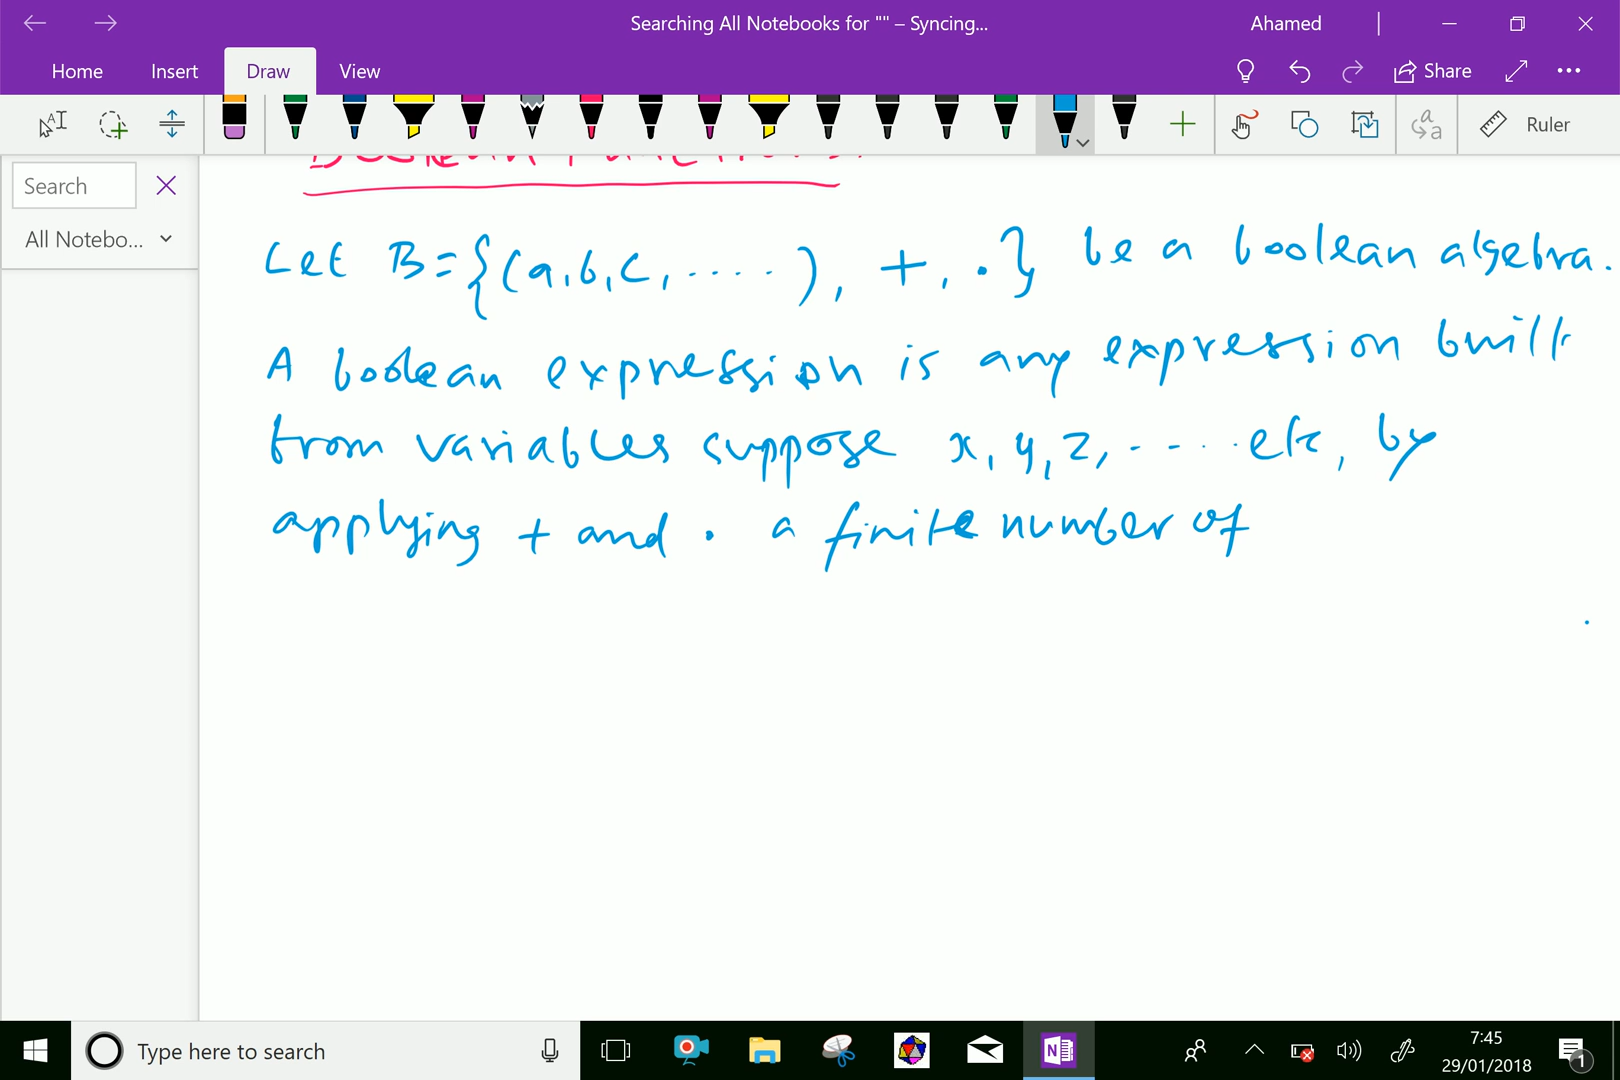 Searching All Notebooks for "" – Syncing...
Ahamed
Home Insert Draw View
Share
Ruler
Search
All Notebo...
Let B={(a,b,c,.....), +, .} be a boolean algebra.
A boolean expression is any expression built
from variables suppose x, y, z, ...... etc, by
applying + and . a finite number of
Type here to search
7:45
29/01/2018
1